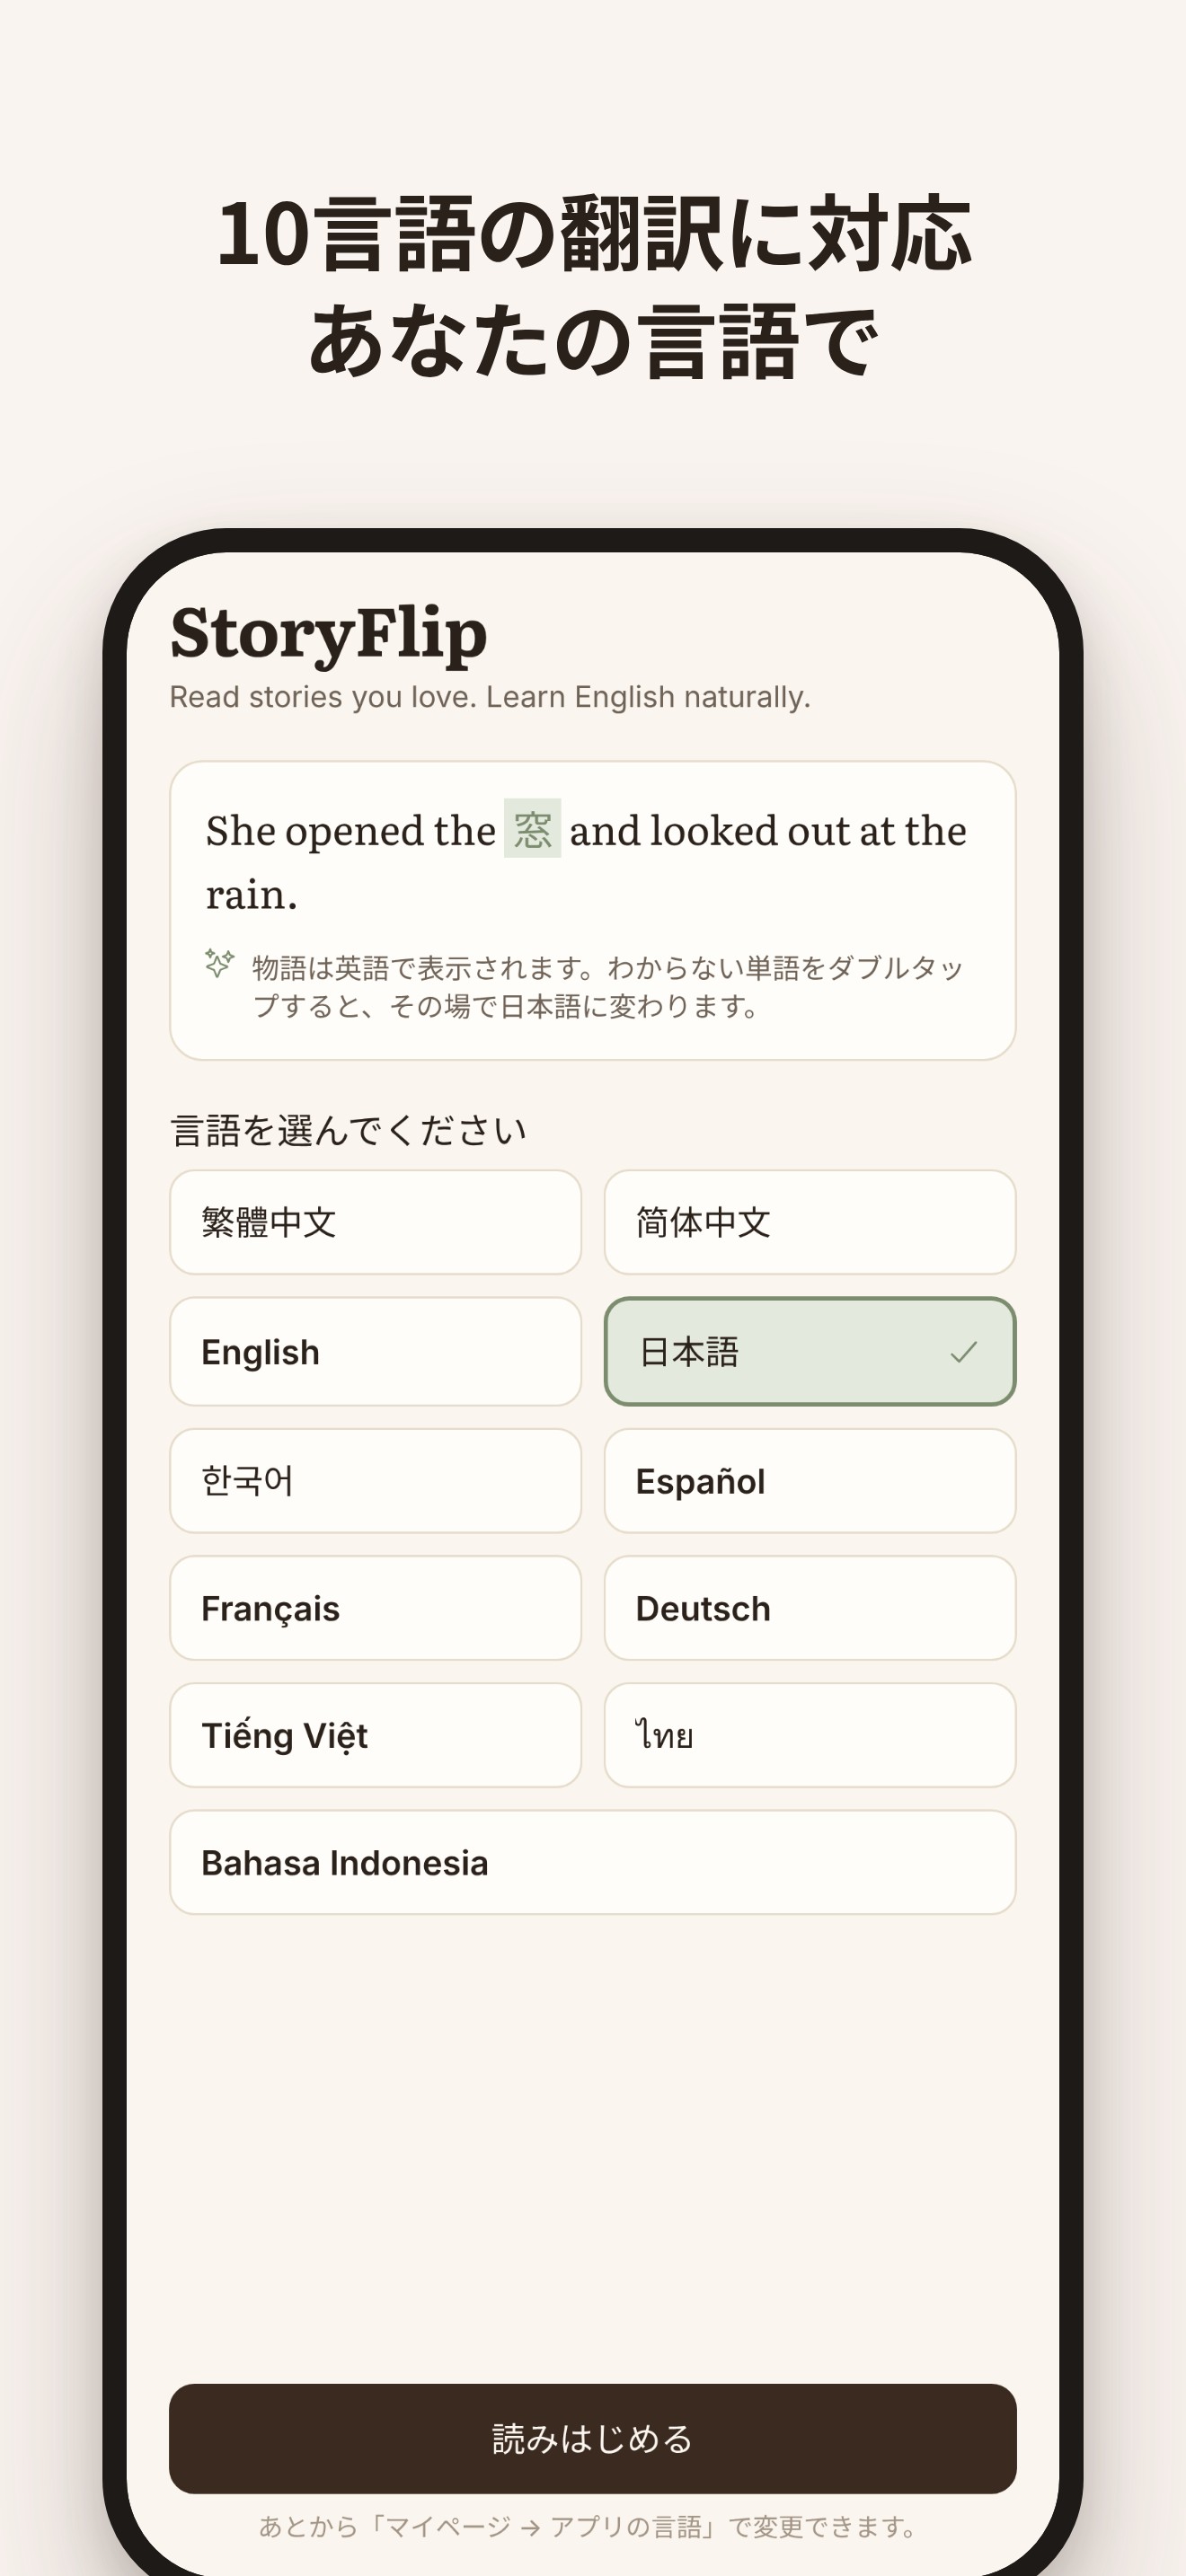 10言語の翻訳に対応
あなたの言語で
StoryFlip
Read stories you love. Learn English naturally.
She opened the 窓 and looked out at the
rain.
物語は英語で表示されます。わからない単語をダブルタッ
プすると、その場で日本語に変わります。
言語を選んでください
繁體中文
简体中文
English
日本語
한국어
Español
Français
Deutsch
Tiếng Việt
ไทย
Bahasa Indonesia
読みはじめる
あとから「マイページ → アプリの言語」で変更できます。